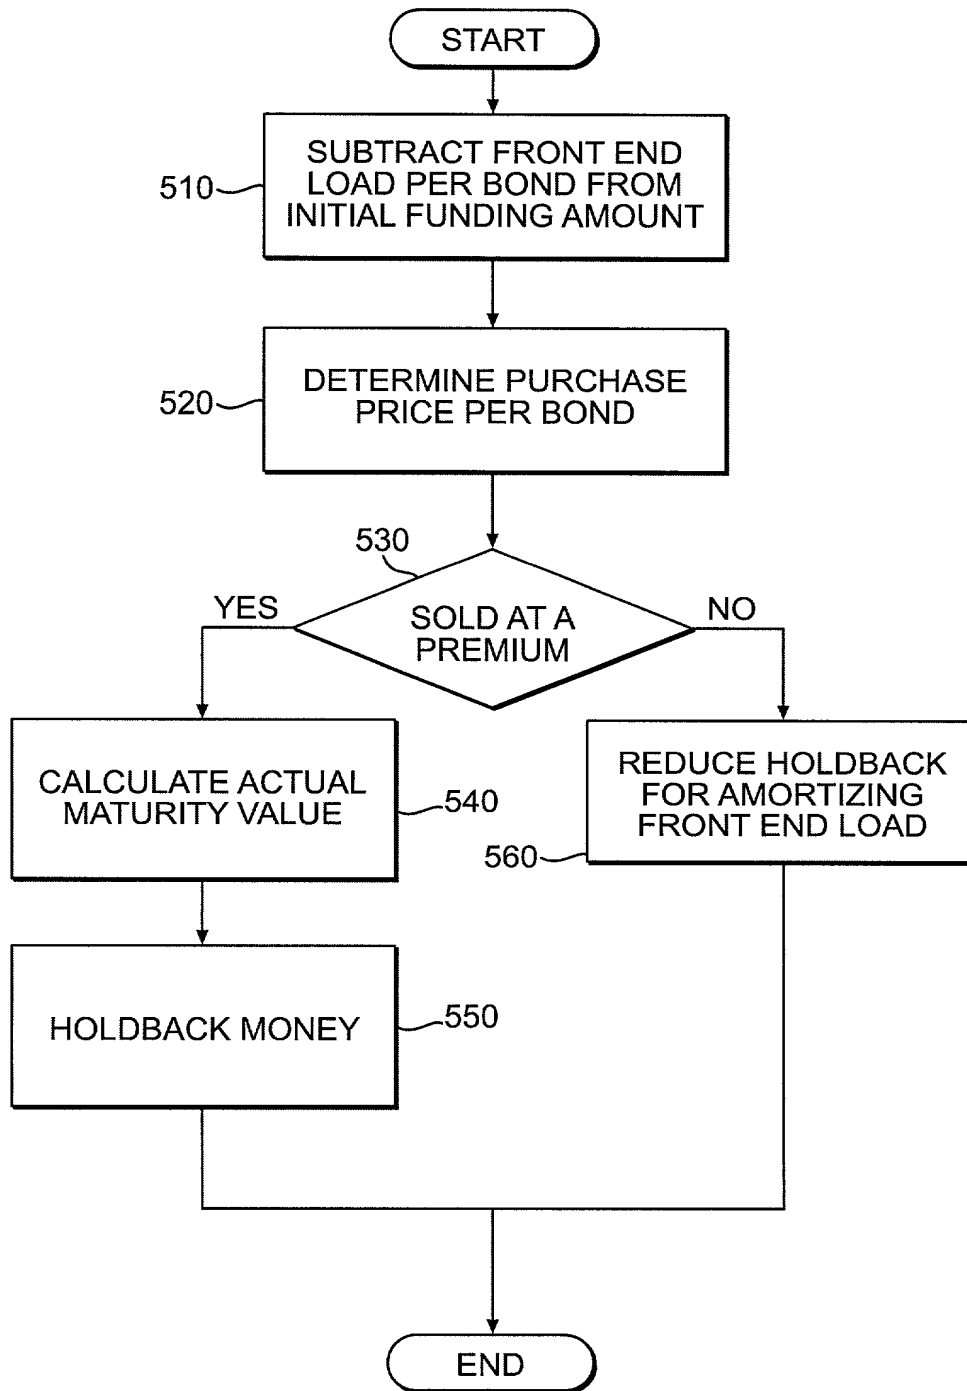 START
510
SUBTRACT FRONT END
LOAD PER BOND FROM
INITIAL FUNDING AMOUNT
520
DETERMINE PURCHASE
PRICE PER BOND
530
YES
SOLD AT A
PREMIUM
NO
CALCULATE ACTUAL
MATURITY VALUE
540
REDUCE HOLDBACK
FOR AMORTIZING
FRONT END LOAD
560
HOLDBACK MONEY
550
END